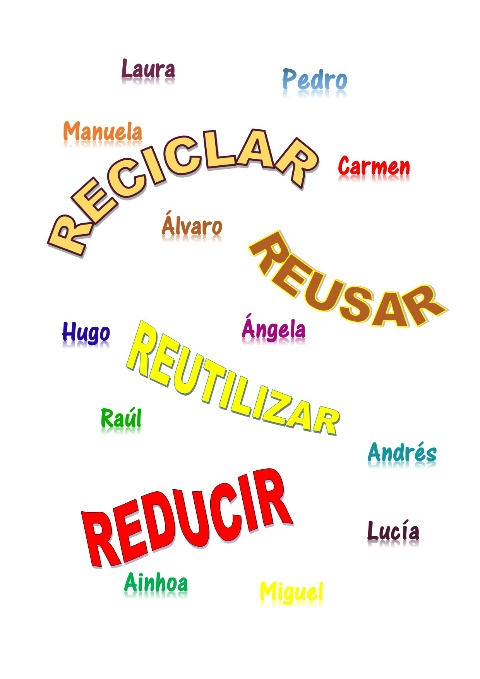 Laura
Pedro
Manuela
RECICLAR
Carmen
Álvaro
REUSAR
Hugo
Ángela
REUTILIZAR
Raúl
Andrés
REDUCIR
Lucía
Ainhoa
Miguel